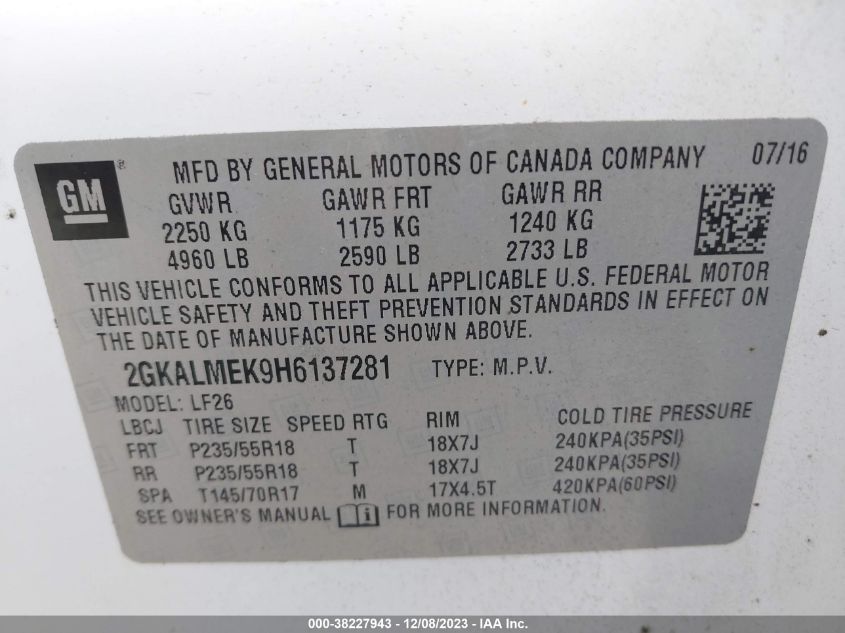 GM ®
MFD BY GENERAL MOTORS OF CANADA COMPANY 07/16
GVWR GAWR FRT GAWR RR
2250 KG 1175 KG 1240 KG
4960 LB 2590 LB 2733 LB
THIS VEHICLE CONFORMS TO ALL APPLICABLE U.S. FEDERAL MOTOR
VEHICLE SAFETY AND THEFT PREVENTION STANDARDS IN EFFECT ON
THE DATE OF MANUFACTURE SHOWN ABOVE.
2GKALMEK9H6137281 TYPE: M.P.V.
MODEL: LF26
LBCJ TIRE SIZE SPEED RTG RIM COLD TIRE PRESSURE
FRT P235/55R18 T 18X7J 240KPA(35PSI)
RR P235/55R18 T 18X7J 240KPA(35PSI)
SPA T145/70R17 M 17X4.5T 420KPA(60PSI)
SEE OWNER'S MANUAL i FOR MORE INFORMATION.
000-38227943 - 12/08/2023 - IAA Inc.